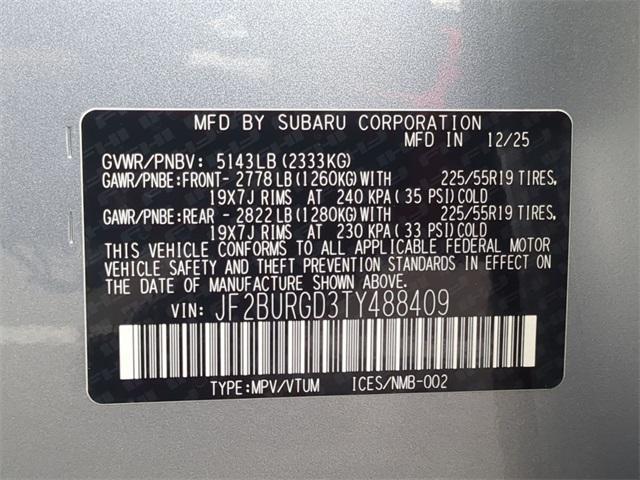 MFD BY SUBARU CORPORATION
MFD IN 12/25
GVWR/PNBV: 5143LB(2333KG)
GAWR/PNBE:FRONT- 2778LB(1260KG)WITH 225/55R19 TIRES,
19X7J RIMS AT 240 KPA(35 PSI)COLD
GAWR/PNBE:REAR - 2822LB(1280KG)WITH 225/55R19 TIRES,
19X7J RIMS AT 230 KPA(33 PSI)COLD
THIS VEHICLE CONFORMS TO ALL APPLICABLE FEDERAL MOTOR
VEHICLE SAFETY AND THEFT PREVENTION STANDARDS IN EFFECT ON
THE DATE OF MANUFACTURE SHOWN ABOVE.
VIN: JF2BURGD3TY488409
TYPE:MPV/VTUM ICES/NMB-002